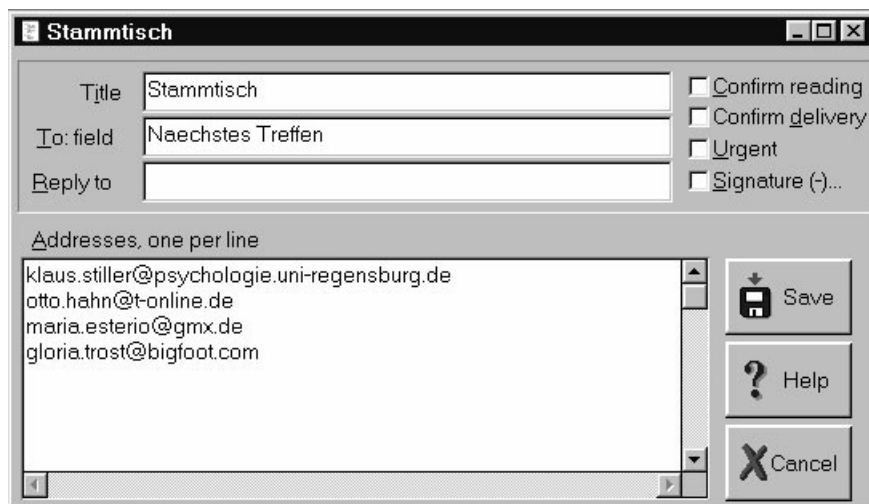 Stammtisch
Title Stammtisch
To: field Naechstes Treffen
Reply to
Confirm reading
Confirm delivery
Urgent
Signature (-)...
Addresses, one per line
klaus.stiller@psychologie.uni-regensburg.de
otto.hahn@t-online.de
maria.esterio@gmx.de
gloria.trost@bigfoot.com
Save
Help
Cancel